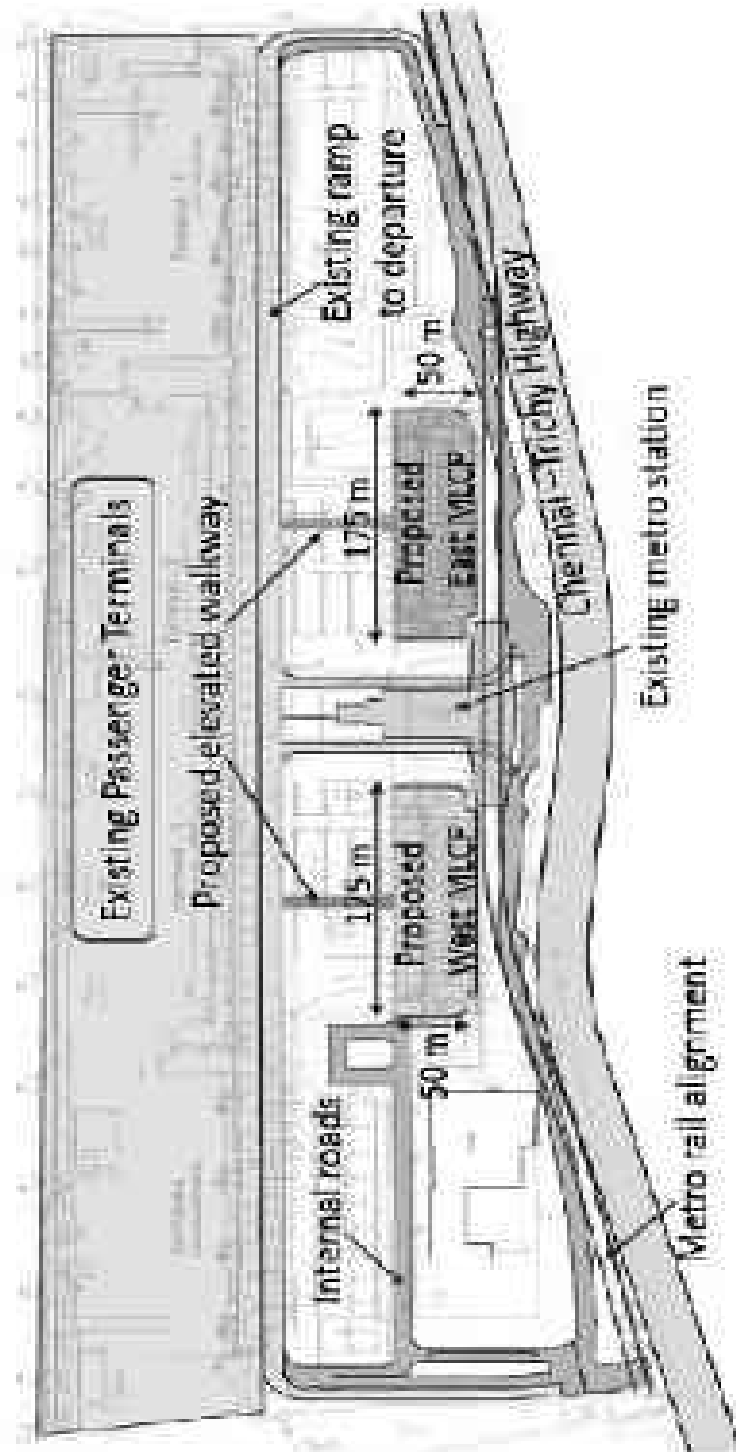 Existing Passenger Terminals
Proposed elevated walkway
Existing ramp
to departure
Internal roads
175 m
175 m
Proposed
West MLCP
Proposed
East MLCP
50 m
50 m
Chennai -Trichy Highway
Existing metro station
Metro rail alignment